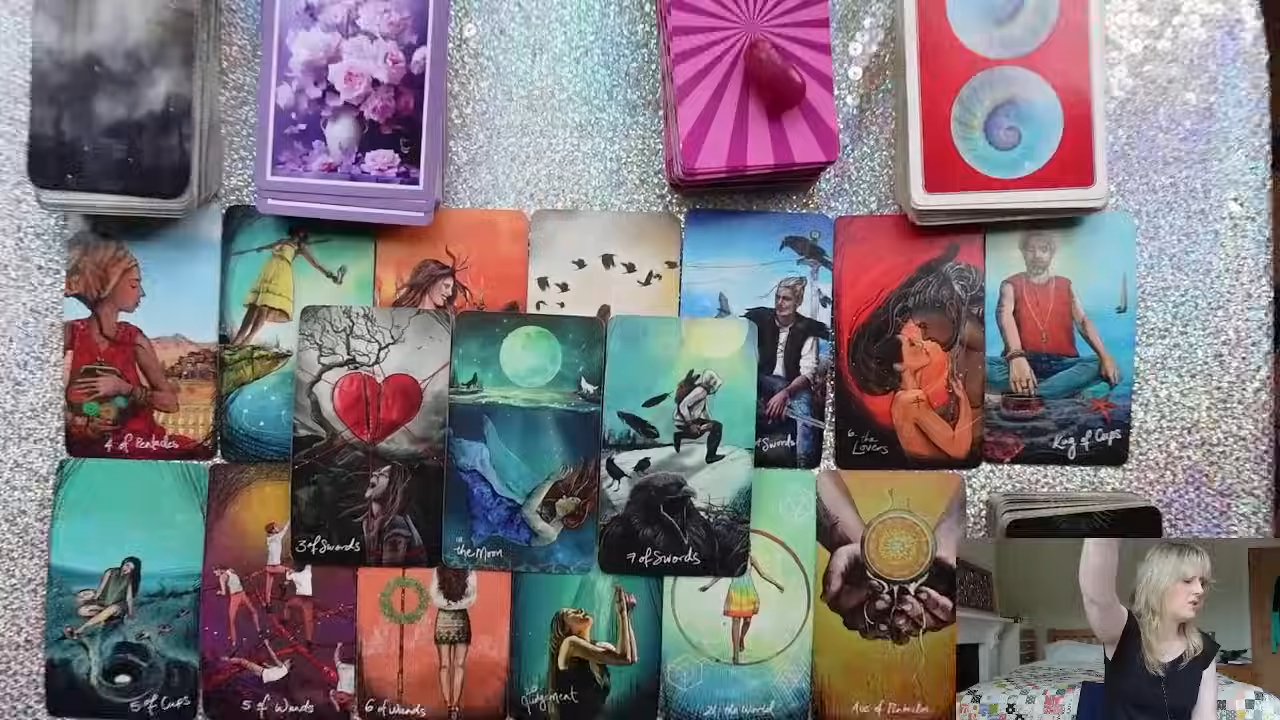 4 of Pentacles
Swords
6. the
Lovers
King of Cups
3 of Swords
18
the Moon
7 of Swords
5 of Cups
5 of Wands
6 of Wands
Judgement
21 the World
Ace of Pentacles